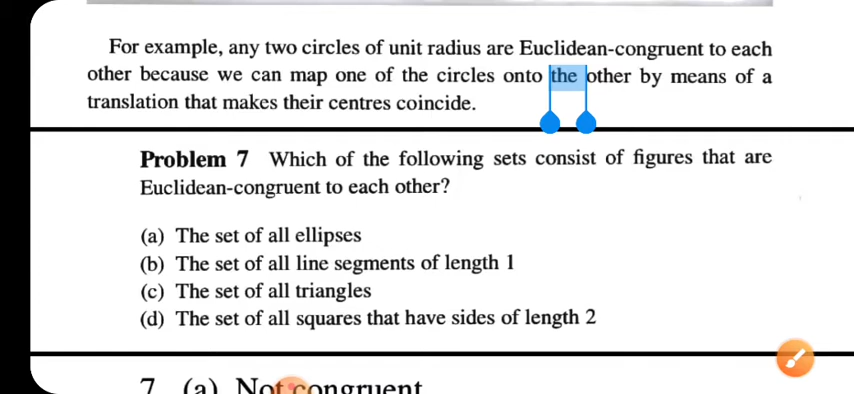 For example, any two circles of unit radius are Euclidean-congruent to each
other because we can map one of the circles onto the other by means of a
translation that makes their centres coincide.
Problem 7 Which of the following sets consist of figures that are
Euclidean-congruent to each other?
(a) The set of all ellipses
(b) The set of all line segments of length 1
(c) The set of all triangles
(d) The set of all squares that have sides of length 2
7 (a) Not congruent